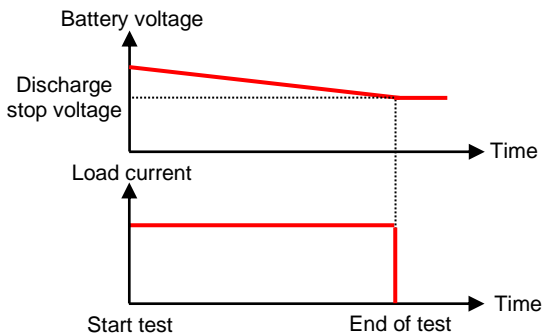 Battery voltage
Discharge
stop voltage
Time
Load current
Time
Start test
End of test